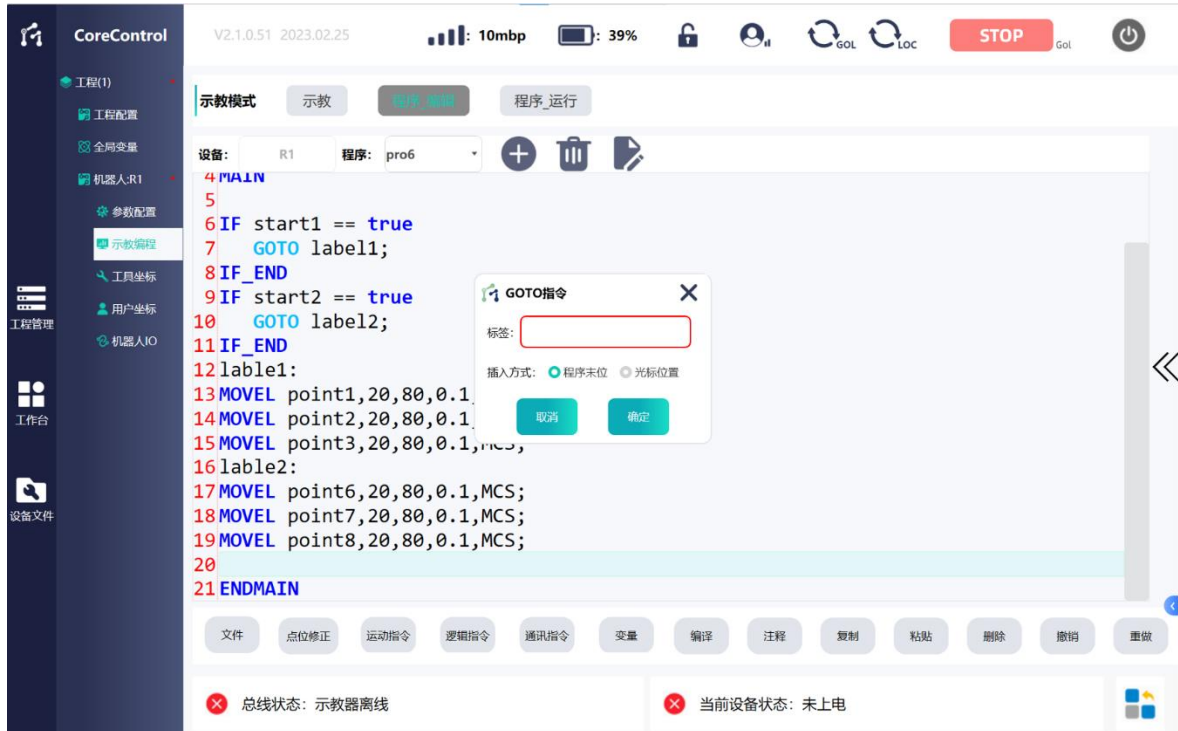 CoreControl
V2.1.0.51 2023.02.25
: 10mbp
: 39%
GOL
LOC
STOP
Gol
工程(1)
工程配置
全局变量
机器人:R1
参数配置
示教编程
工具坐标
用户坐标
机器人IO
工程管理
工作台
设备文件
示教模式 示教 程序_编辑 程序_运行
设备: R1 程序: pro6
4 MAIN
5
6 IF start1 == true
7 GOTO label1;
8 IF_END
9 IF start2 == true
10 GOTO label2;
11 IF_END
12 lable1:
13 MOVEL point1,20,80,0.1,
14 MOVEL point2,20,80,0.1,
15 MOVEL point3,20,80,0.1,MCS;
16 lable2:
17 MOVEL point6,20,80,0.1,MCS;
18 MOVEL point7,20,80,0.1,MCS;
19 MOVEL point8,20,80,0.1,MCS;
20
21 ENDMAIN
GOTO指令
标签:
插入方式: 程序末位 光标位置
取消 确定
文件 点位修正 运动指令 逻辑指令 通讯指令 变量 编译 注释 复制 粘贴 删除 撤销 重做
总线状态: 示教器离线
当前设备状态: 未上电